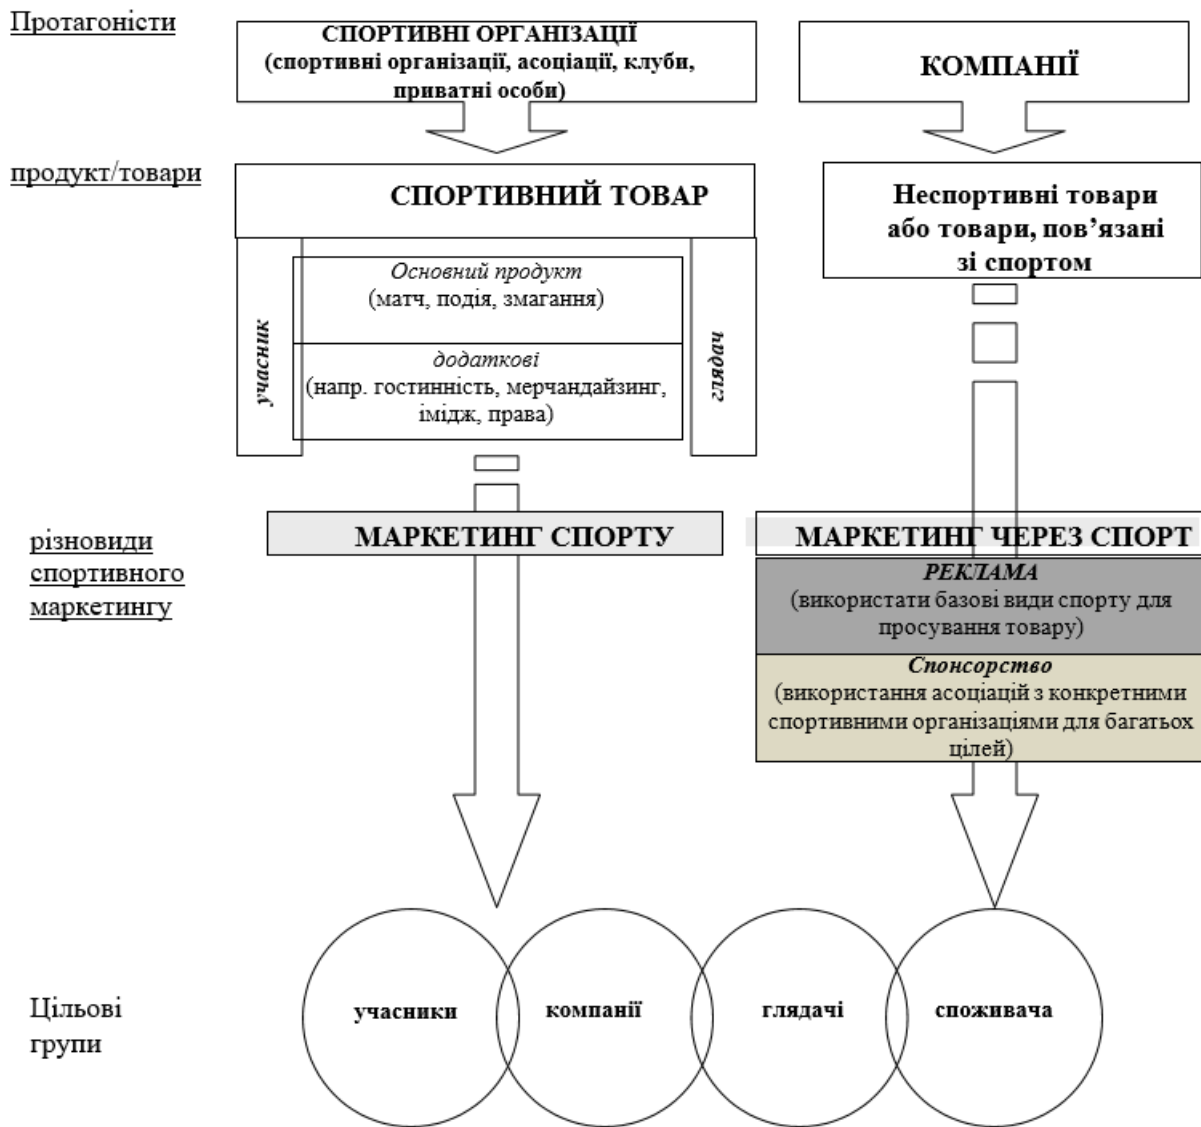 Протагоністи
СПОРТИВНІ ОРГАНІЗАЦІЇ
(спортивні організації, асоціації, клуби,
приватні особи)
КОМПАНІЇ
продукт/товари
СПОРТИВНИЙ ТОВАР
Неспортивні товари
або товари, пов’язані
зі спортом
учасник
Основний продукт
(матч, подія, змагання)
додаткові
(напр. гостинність, мерчандайзинг,
імідж, права)
глядач
різновиди
спортивного
маркетингу
МАРКЕТИНГ СПОРТУ
МАРКЕТИНГ ЧЕРЕЗ СПОРТ
РЕКЛАМА
(використати базові види спорту для
просування товару)
Спонсорство
(використання асоціацій з конкретними
спортивними організаціями для багатьох
цілей)
Цільові
групи
учасники
компанії
глядачі
споживача